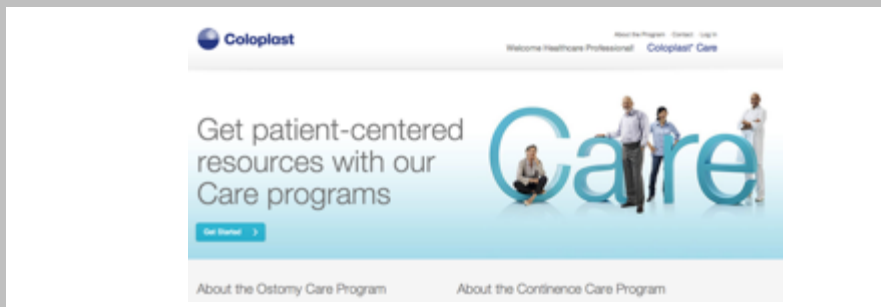 Coloplast
About the Program Contact Log In
Welcome Healthcare Professional! Coloplast® Care
Get patient-centered
resources with our
Care programs
Care
Get Started >
About the Ostomy Care Program
About the Continence Care Program